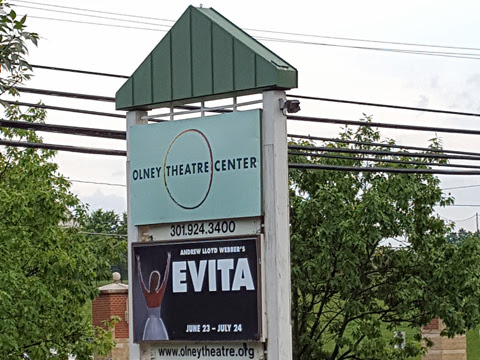 OLNEY THEATRE CENTER
301.924.3400
ANDREW LLOYD WEBBER'S
EVITA
JUNE 23 - JULY 24
www.olneytheatre.org